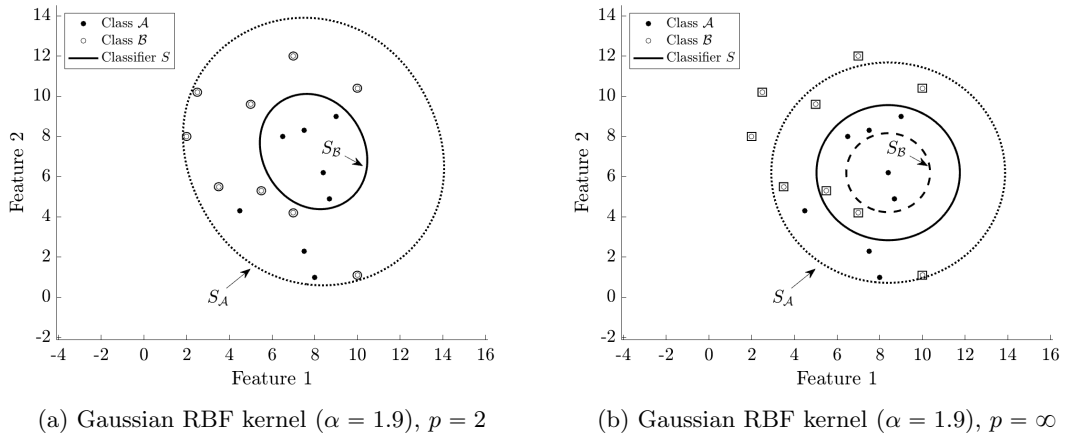 Class 𝒜
Class ℬ
Classifier S
14
12
10
8
6
4
2
0
-2
-4 -2 0 2 4 6 8 10 12 14 16
Feature 1
Feature 2
S_ℬ
S_𝒜
(a) Gaussian RBF kernel (α = 1.9), p = 2
Class 𝒜
Class ℬ
Classifier S
14
12
10
8
6
4
2
0
-2
-4 -2 0 2 4 6 8 10 12 14 16
Feature 1
Feature 2
S_ℬ
S_𝒜
(b) Gaussian RBF kernel (α = 1.9), p = ∞